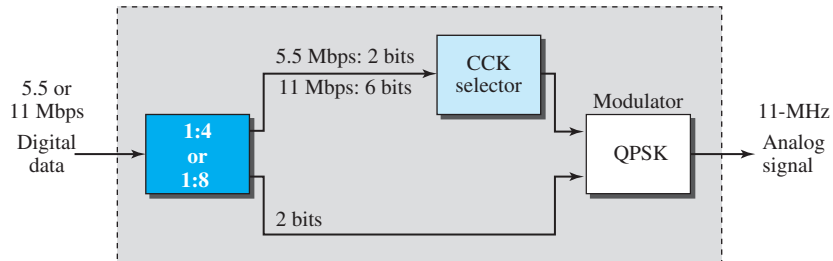 5.5 or
11 Mbps
Digital
data
1:4
or
1:8
5.5 Mbps: 2 bits
11 Mbps: 6 bits
2 bits
CCK
selector
Modulator
QPSK
11-MHz
Analog
signal